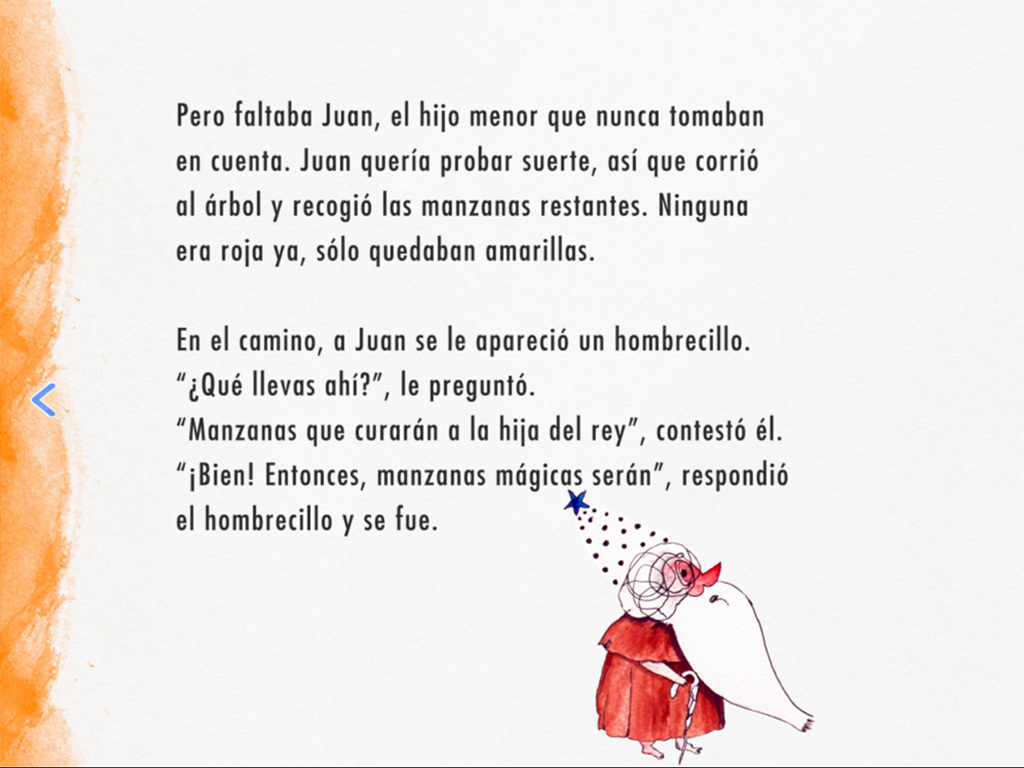 Pero faltaba Juan, el hijo menor que nunca tomaban
en cuenta. Juan quería probar suerte, así que corrió
al árbol y recogió las manzanas restantes. Ninguna
era roja ya, sólo quedaban amarillas.
En el camino, a Juan se le apareció un hombrecillo.
“¿Qué llevas ahí?”, le preguntó.
“Manzanas que curarán a la hija del rey”, contestó él.
“¡Bien! Entonces, manzanas mágicas serán”, respondió
el hombrecillo y se fue.